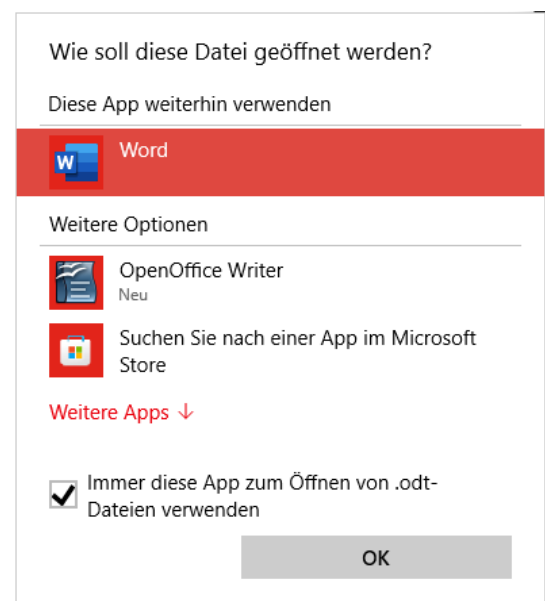 Wie soll diese Datei geöffnet werden?
Diese App weiterhin verwenden
Word
Weitere Optionen
OpenOffice Writer
Neu
Suchen Sie nach einer App im Microsoft
Store
Weitere Apps ↓
Immer diese App zum Öffnen von .odt-
Dateien verwenden
OK